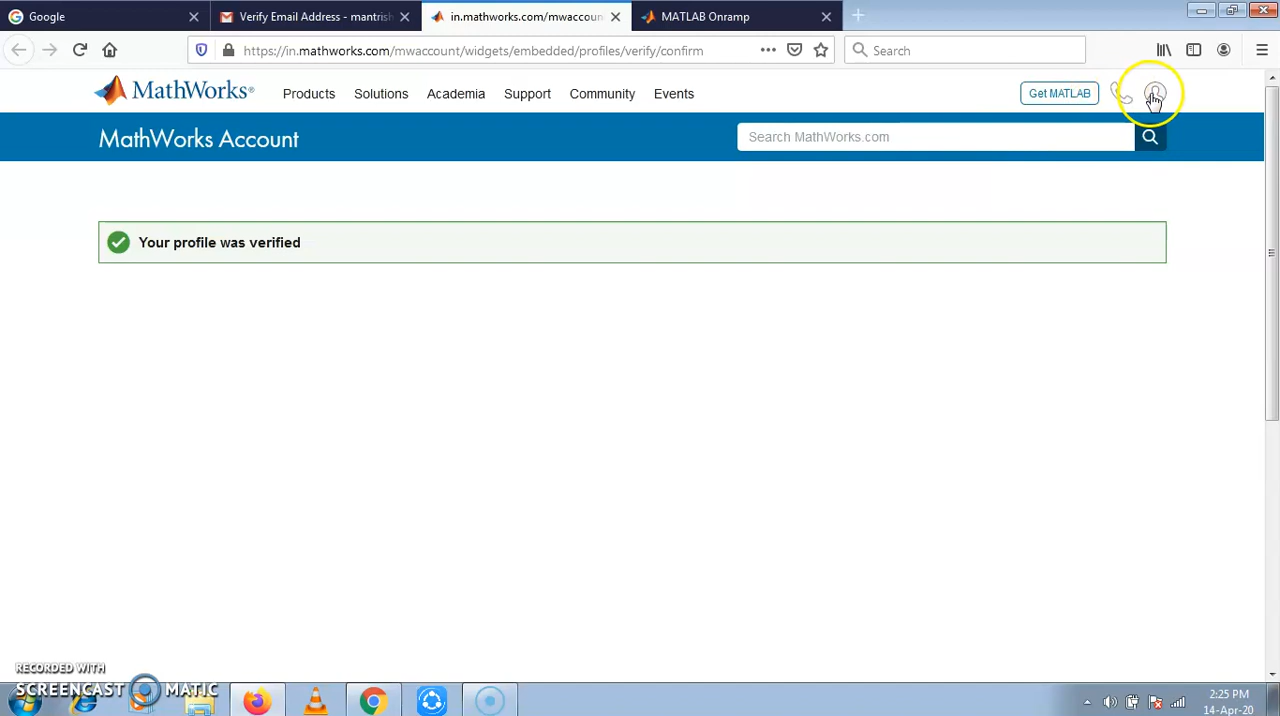 Google
Verify Email Address - mantrish
in.mathworks.com/mwaccoun
MATLAB Onramp
https://in.mathworks.com/mwaccount/widgets/embedded/profiles/verify/confirm
Search
MathWorks®
Products
Solutions
Academia
Support
Community
Events
Get MATLAB
MathWorks Account
Search MathWorks.com
Your profile was verified
RECORDED WITH
SCREENCAST MATIC
2:25 PM
14-Apr-20